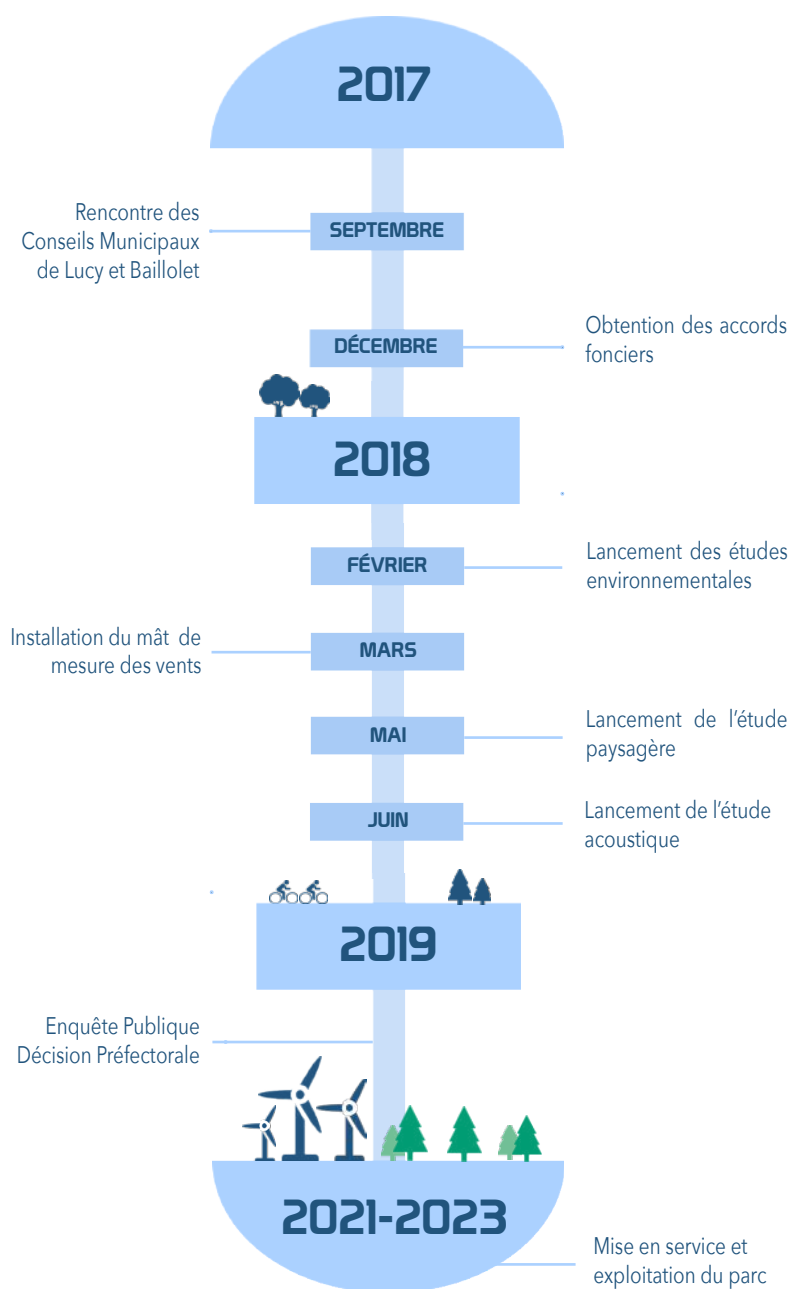 2017
Rencontre des
Conseils Municipaux
de Lucy et Baillolet
SEPTEMBRE
DÉCEMBRE
Obtention des accords
fonciers
2018
FÉVRIER
Lancement des études
environnementales
Installation du mât de
mesure des vents
MARS
MAI
Lancement de l'étude
paysagère
JUIN
Lancement de l'étude
acoustique
2019
Enquête Publique
Décision Préfectorale
2021-2023
Mise en service et
exploitation du parc